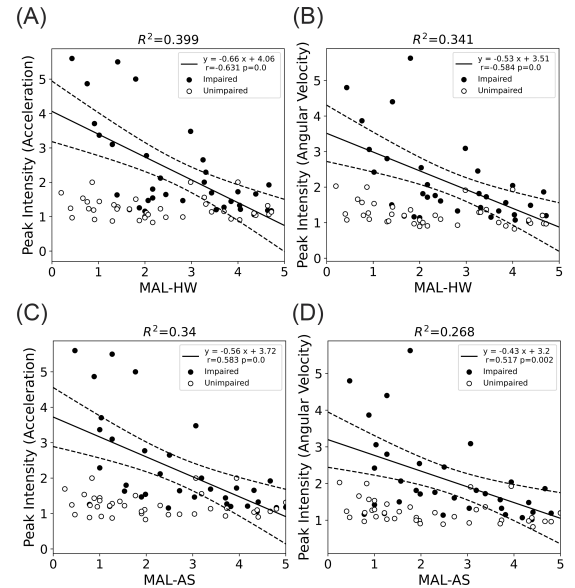 (A)
R²=0.399
y = -0.66 x + 4.06
r=-0.631 p=0.0
Impaired
Unimpaired
Peak Intensity (Acceleration)
5
4
3
2
1
0
0 1 2 3 4 5
MAL-HW
(B)
R²=0.341
y = -0.53 x + 3.51
r=-0.584 p=0.0
Impaired
Unimpaired
Peak Intensity (Angular Velocity)
5
4
3
2
1
0
0 1 2 3 4 5
MAL-HW
(C)
R²=0.34
y = -0.56 x + 3.72
r=0.583 p=0.0
Impaired
Unimpaired
Peak Intensity (Acceleration)
5
4
3
2
1
0
0 1 2 3 4 5
MAL-AS
(D)
R²=0.268
y = -0.43 x + 3.2
r=0.517 p=0.002
Impaired
Unimpaired
Peak Intensity (Angular Velocity)
5
4
3
2
1
0 1 2 3 4 5
MAL-AS